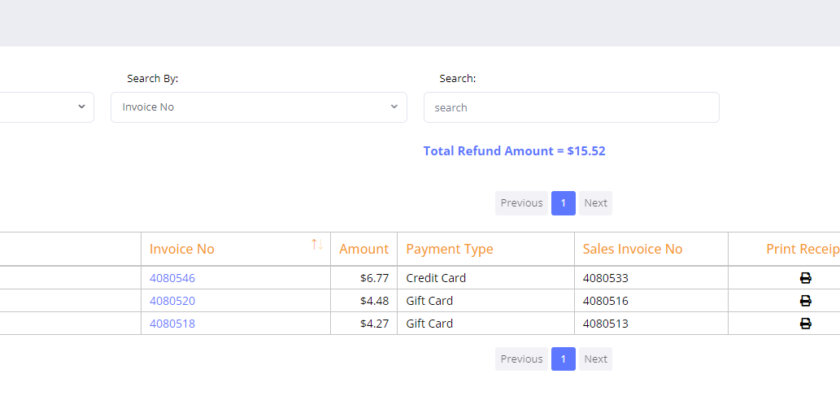 Search By: Search:
Invoice No search
Total Refund Amount = $15.52
Previous 1 Next
Invoice No Amount Payment Type Sales Invoice No Print Receip
4080546 $6.77 Credit Card 4080533
4080520 $4.48 Gift Card 4080516
4080518 $4.27 Gift Card 4080513
Previous 1 Next